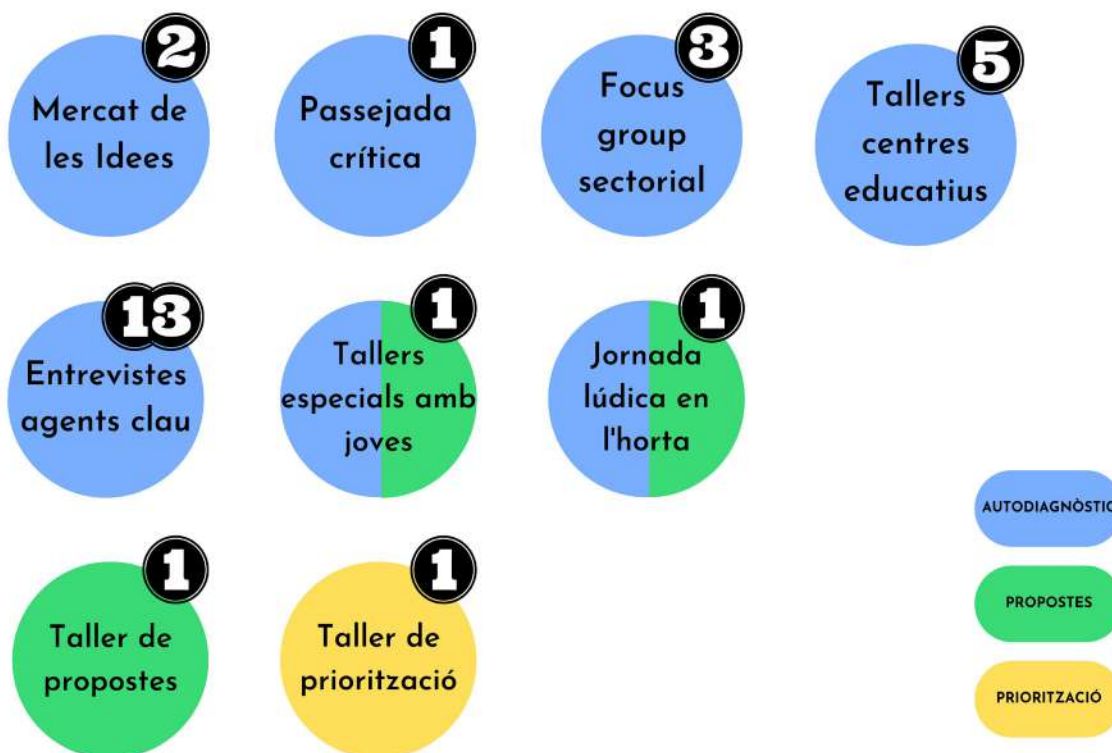 2
Mercat de
les Idees
1
Passejada
crítica
3
Focus
group
sectorial
5
Tallers
centres
educatius
13
Entrevistes
agents clau
1
Tallers
especials amb
joves
1
Jornada
lúdica en
l'horta
1
Taller de
propostes
1
Taller de
priorització
AUTODIAGNÒSTIC
PROPOSTES
PRIORITZACIÓ